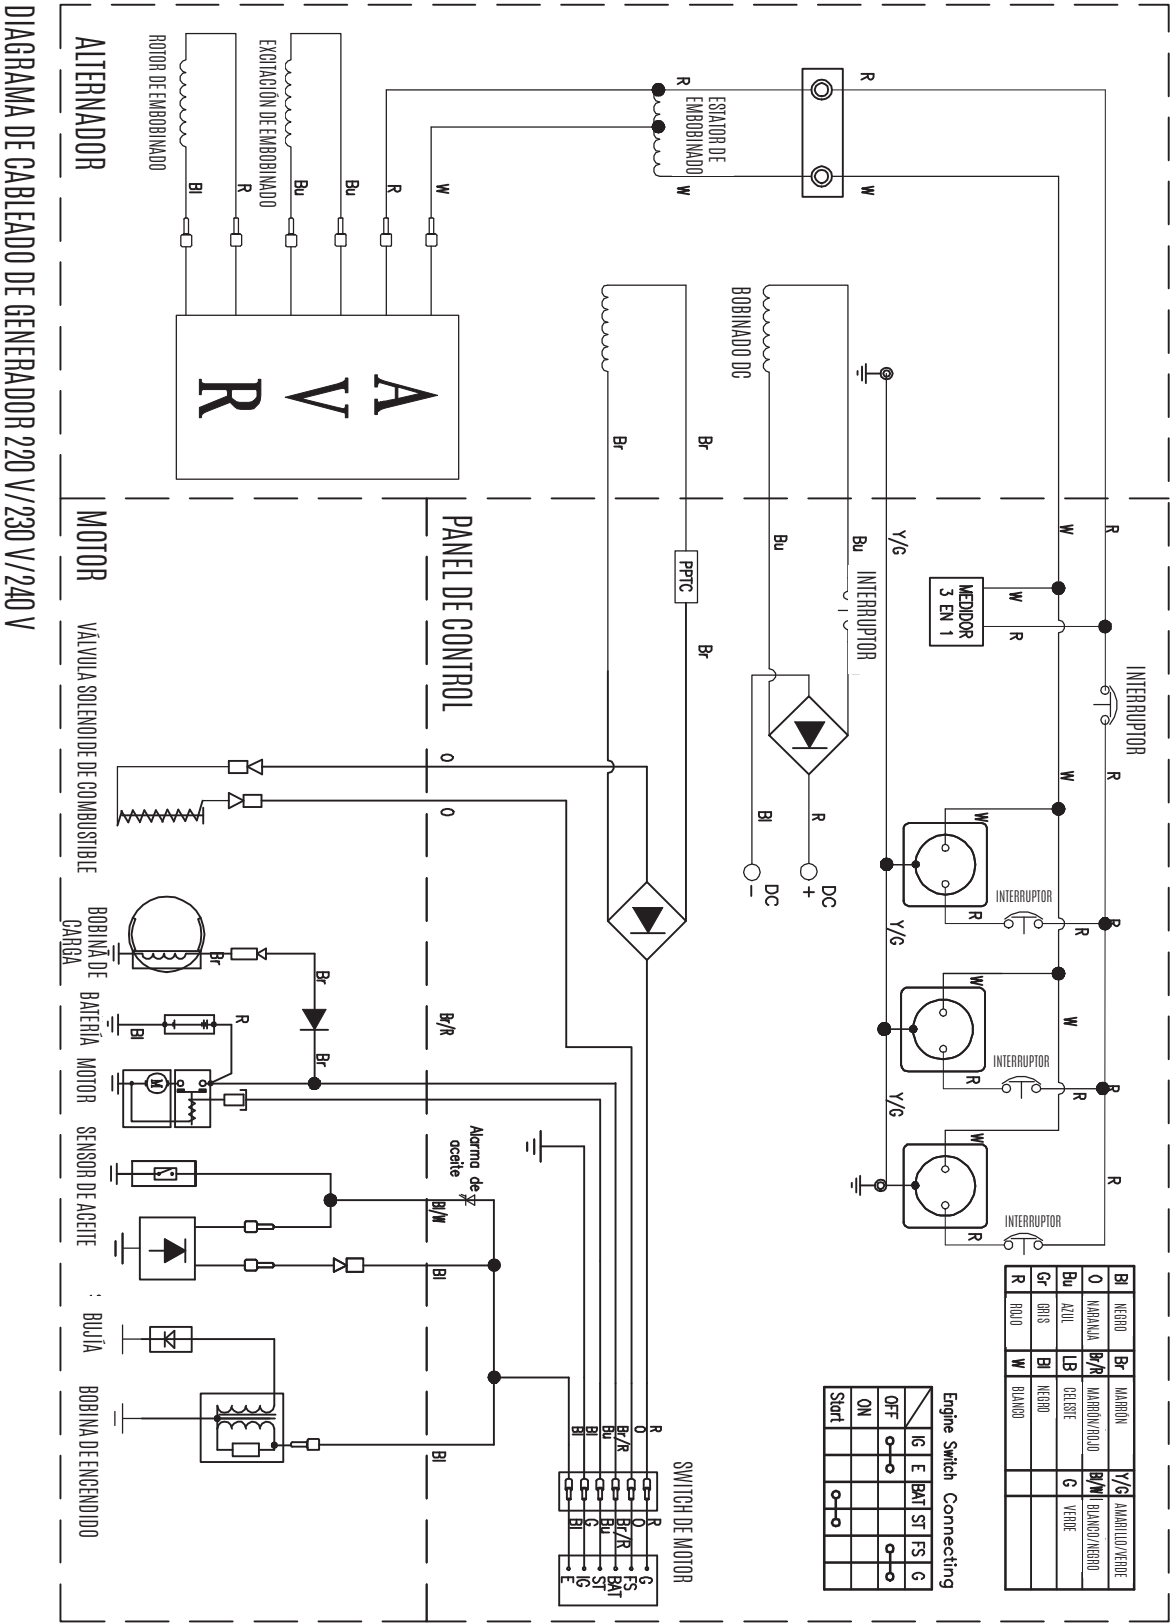 DIAGRAMA DE CABLEADO DE GENERADOR 220 V/230 V/240 V
ALTERNADOR
ROTOR DE EMBOBINADO
EXCITACIÓN DE EMBOBINADO
ESTATOR DE
EMBOBINADO
R
W
R
W
Bl
R
Bu
Bu
R
W
A
V
R
BOBINADO DC
Br
Br
MOTOR
PANEL DE CONTROL
R
W
Y/G
Bu
Bu
INTERRUPTOR
PPTC
Br
MEDIDOR
3 EN 1
W
R
INTERRUPTOR
R
W
R
Bl
DC
+
DC
-
W
R
INTERRUPTOR
R
R
Y/G
W
W
R
INTERRUPTOR
R
R
Y/G
W
R
INTERRUPTOR
R
VÁLVULA SOLENOIDE DE COMBUSTIBLE
O
O
BOBINA DE
CARGA
Br
Br
Br
Br/R
BATERÍA
R
Bl
MOTOR
M
SENSOR DE ACEITE
Alarma de
aceite
Bl/W
Bl
: BUJÍA
BOBINA DE ENCENDIDO
Bl
SWITCH DE MOTOR
R
O
Br/R
Bu
Bl
Bl
R
O
Br/R
Bu
G
Bl
G
FS
BAT
ST
IG
E
Bl NEGRO Br MARRÓN Y/G AMARILLO/VERDE
O NARANJA Br/R MARRÓN/ROJO Bl/W BLANCO/NEGRO
Bu AZUL LB CELESTE G VERDE
Gr GRIS Bl NEGRO
R ROJO W BLANCO
Engine Switch Connecting
IG E BAT ST FS G
OFF
ON
Start